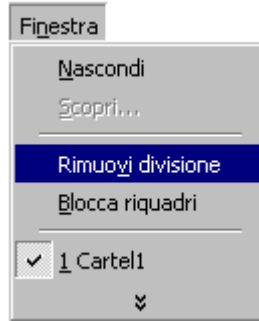 Finestra
Nascondi
Scopri...
Rimuovi divisione
Blocca riquadri
1 Cartel1